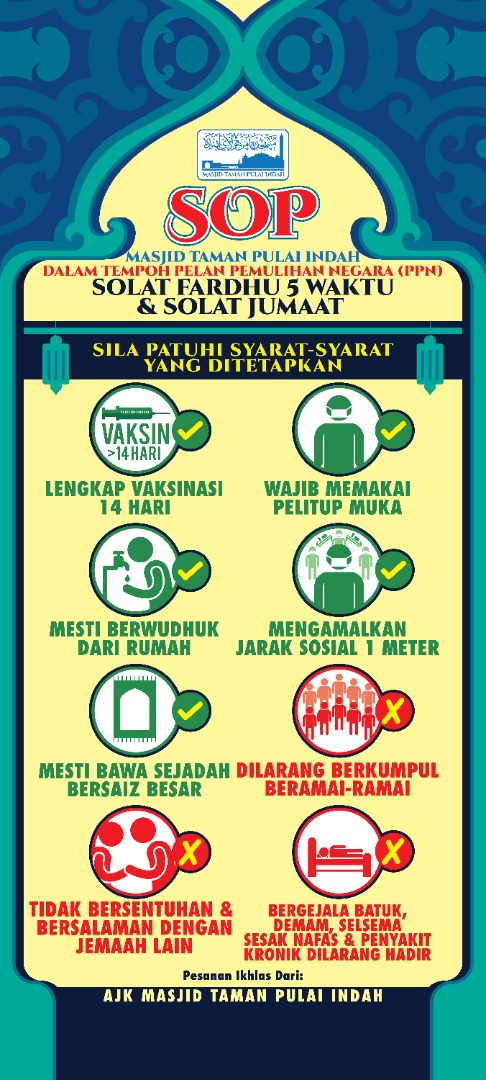 MASJID TAMAN PULAI INDAH
SOP
MASJID TAMAN PULAI INDAH
DALAM TEMPOH PELAN PEMULIHAN NEGARA (PPN)
SOLAT FARDHU 5 WAKTU
& SOLAT JUMAAT
SILA PATUHI SYARAT-SYARAT
YANG DITETAPKAN
VAKSIN
>14 HARI
LENGKAP VAKSINASI
14 HARI
WAJIB MEMAKAI
PELITUP MUKA
MESTI BERWUDHUK
DARI RUMAH
1 M 1 M
MENGAMALKAN
JARAK SOSIAL 1 METER
MESTI BAWA SEJADAH
BERSAIZ BESAR
DILARANG BERKUMPUL
BERAMAI-RAMAI
TIDAK BERSENTUHAN &
BERSALAMAN DENGAN
JEMAAH LAIN
BERGEJALA BATUK,
DEMAM, SELSEMA
SESAK NAFAS & PENYAKIT
KRONIK DILARANG HADIR
Pesanan Ikhlas Dari:
AJK MASJID TAMAN PULAI INDAH